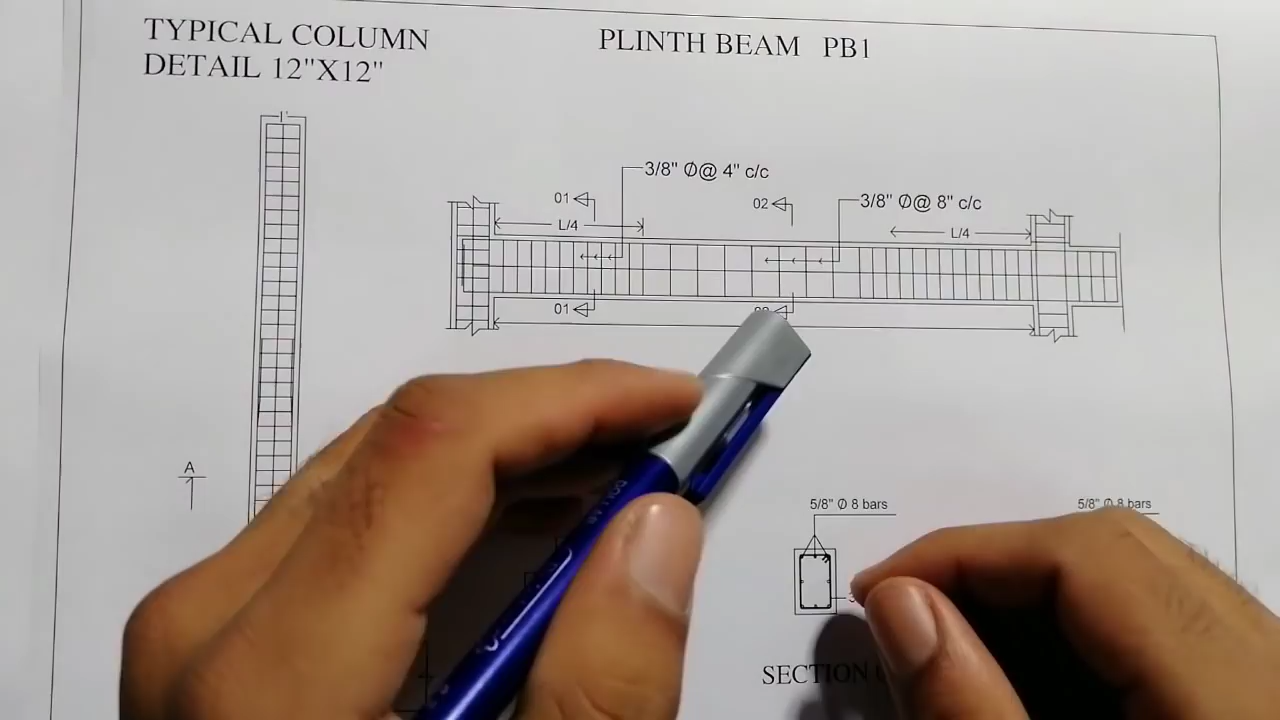 TYPICAL COLUMN
DETAIL 12"X12"
PLINTH BEAM PB1
3/8" Ø@ 4" c/c
01
02
3/8" Ø@ 8" c/c
L/4
L/4
01
A
5/8" Ø 8 bars
5/8" Ø 8 bars
DOLLAR
SECTION